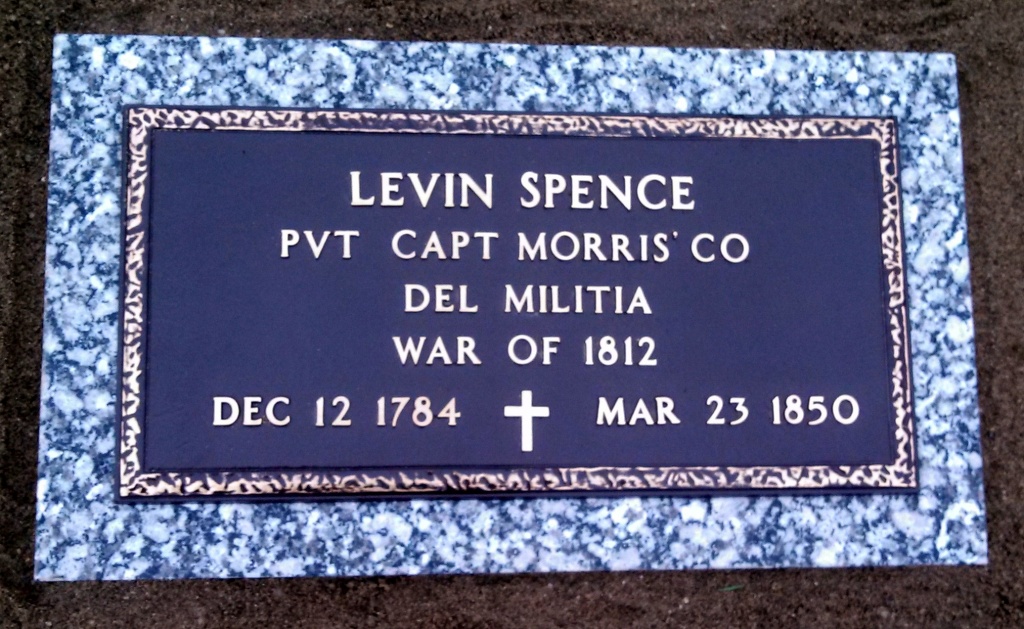 LEVIN SPENCE
PVT CAPT MORRIS' CO
DEL MILITIA
WAR OF 1812
DEC 12 1784 MAR 23 1850